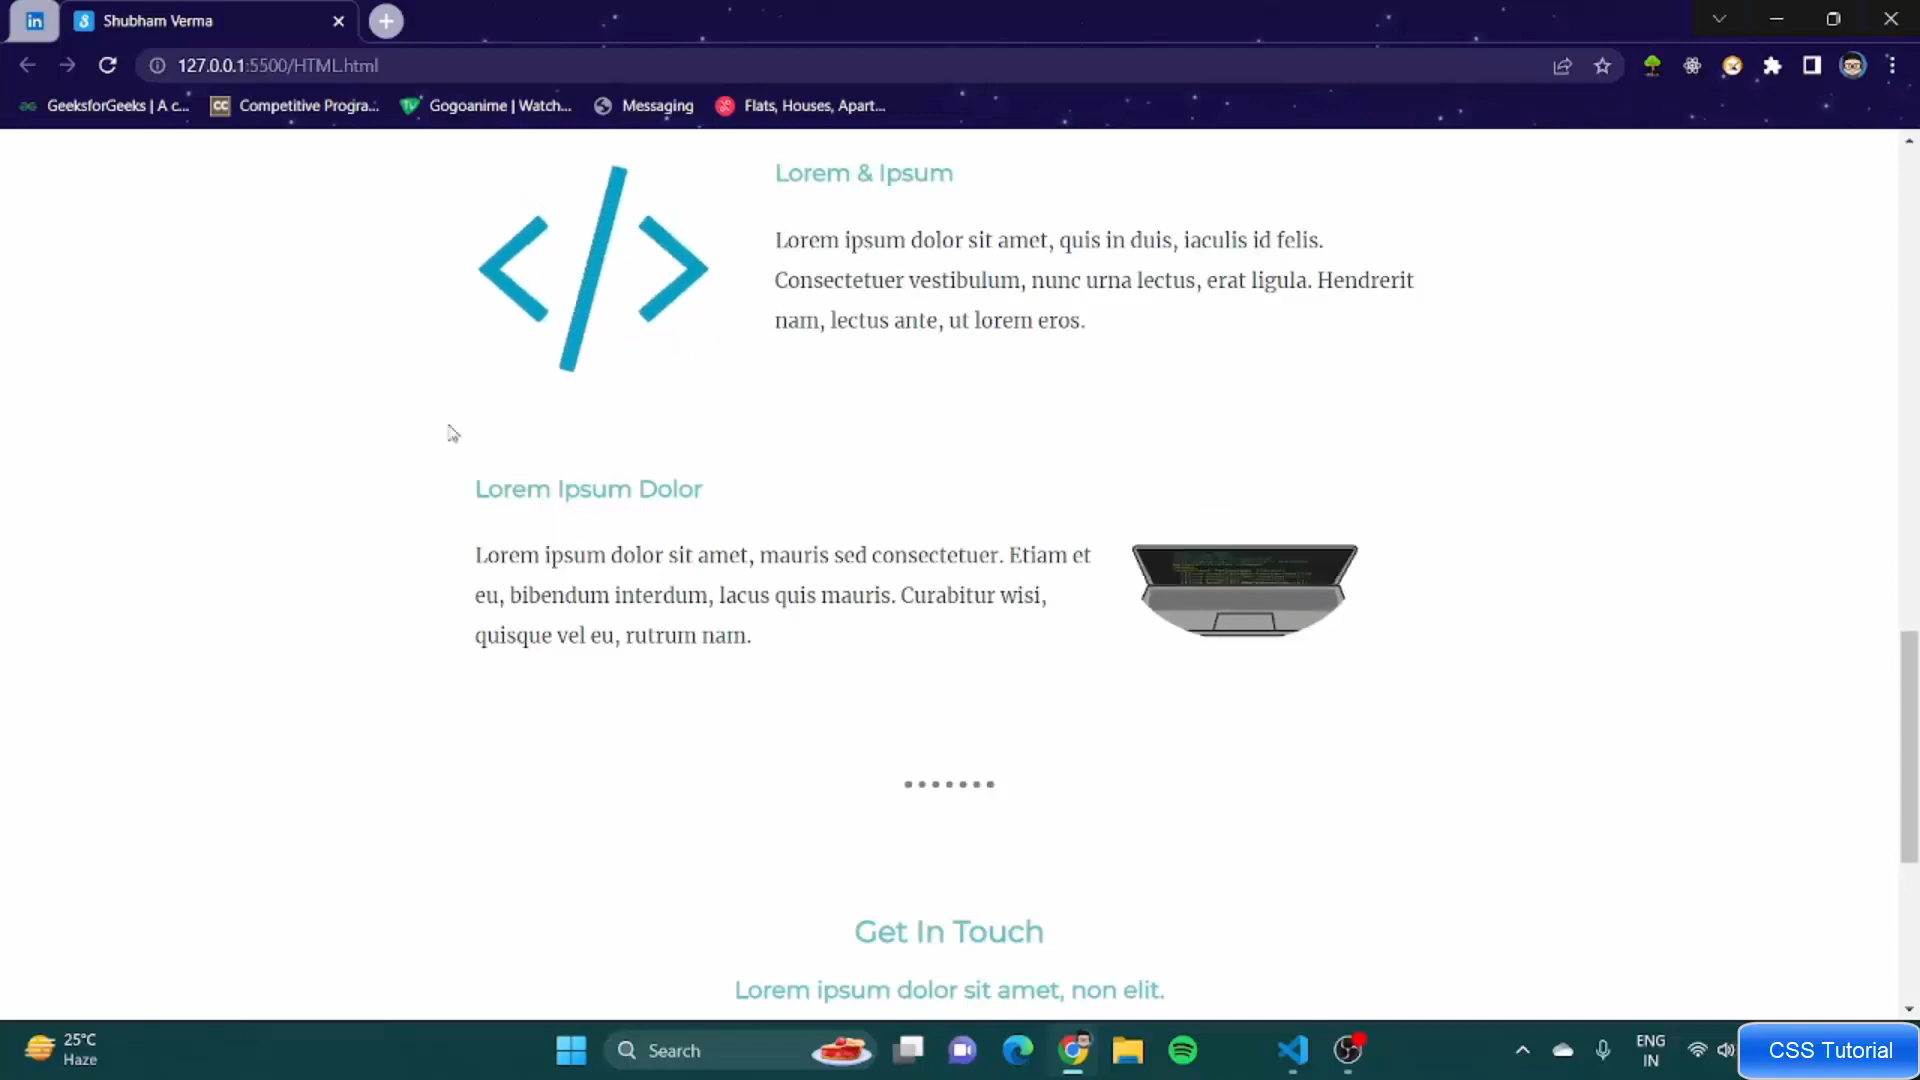 in
Shubham Verma
127.0.0.1:5500/HTML.html
GeeksforGeeks | A c...
CC Competitive Progra...
Gogoanime | Watch...
Messaging
Flats, Houses, Apart...
Lorem & Ipsum
Lorem ipsum dolor sit amet, quis in duis, iaculis id felis.
Consectetuer vestibulum, nunc urna lectus, erat ligula. Hendrerit
nam, lectus ante, ut lorem eros.
Lorem Ipsum Dolor
Lorem ipsum dolor sit amet, mauris sed consectetuer. Etiam et
eu, bibendum interdum, lacus quis mauris. Curabitur wisi,
quisque vel eu, rutrum nam.
Get In Touch
Lorem ipsum dolor sit amet, non elit.
25°C
Haze
Search
ENG
IN
CSS Tutorial